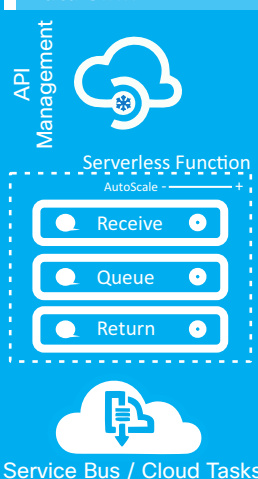 API
Management
Serverless Function
AutoScale - +
Receive
Queue
Return
Service Bus / Cloud Tasks